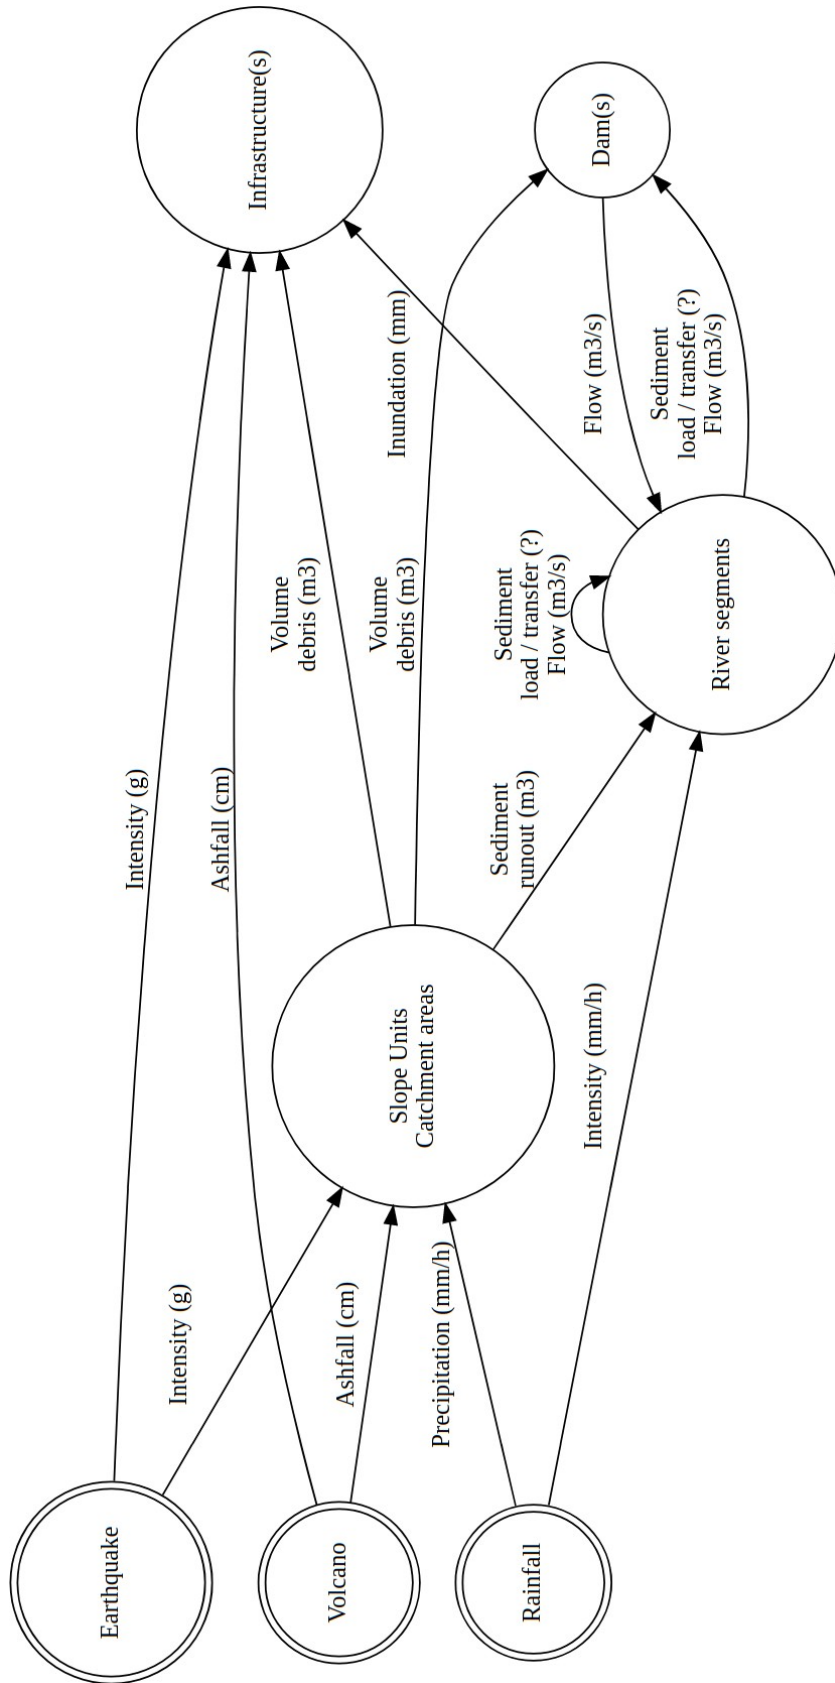 Earthquake
Volcano
Rainfall
Intensity (g)
Ashfall (cm)
Precipitation (mm/h)
Slope Units
Catchment areas
Intensity (mm/h)
Intensity (g)
Ashfall (cm)
Sediment
runout (m3)
Volume
debris (m3)
Volume
debris (m3)
Sediment
load / transfer (?)
Flow (m3/s)
River segments
Inundation (mm)
Flow (m3/s)
Sediment
load / transfer (?)
Flow (m3/s)
Infrastructure(s)
Dam(s)